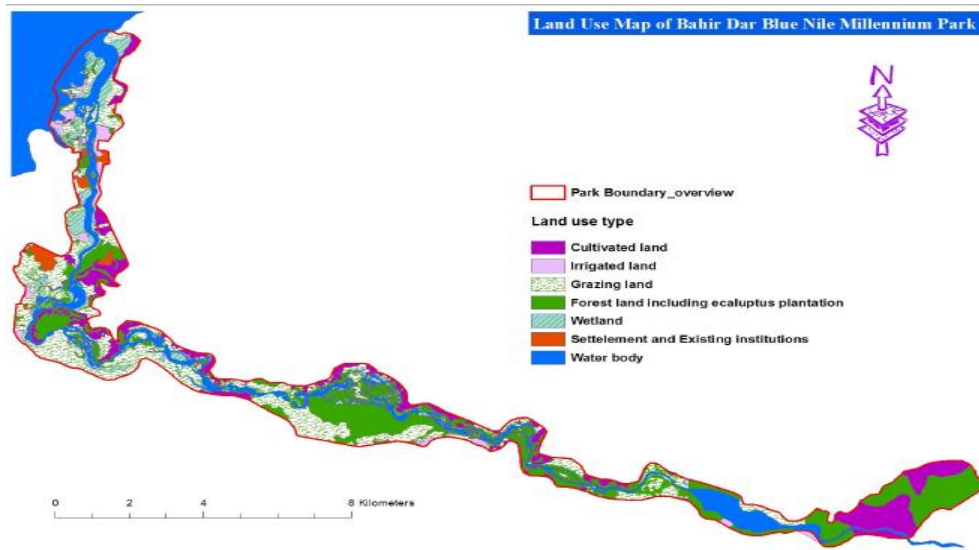 Land Use Map of Bahir Dar Blue Nile Millennium Park
N
Park Boundary_overview
Land use type
Cultivated land
Irrigated land
Grazing land
Forest land including ecaluptus plantation
Wetland
Settelement and Existing institutions
Water body
0 2 4 8 Kilometers